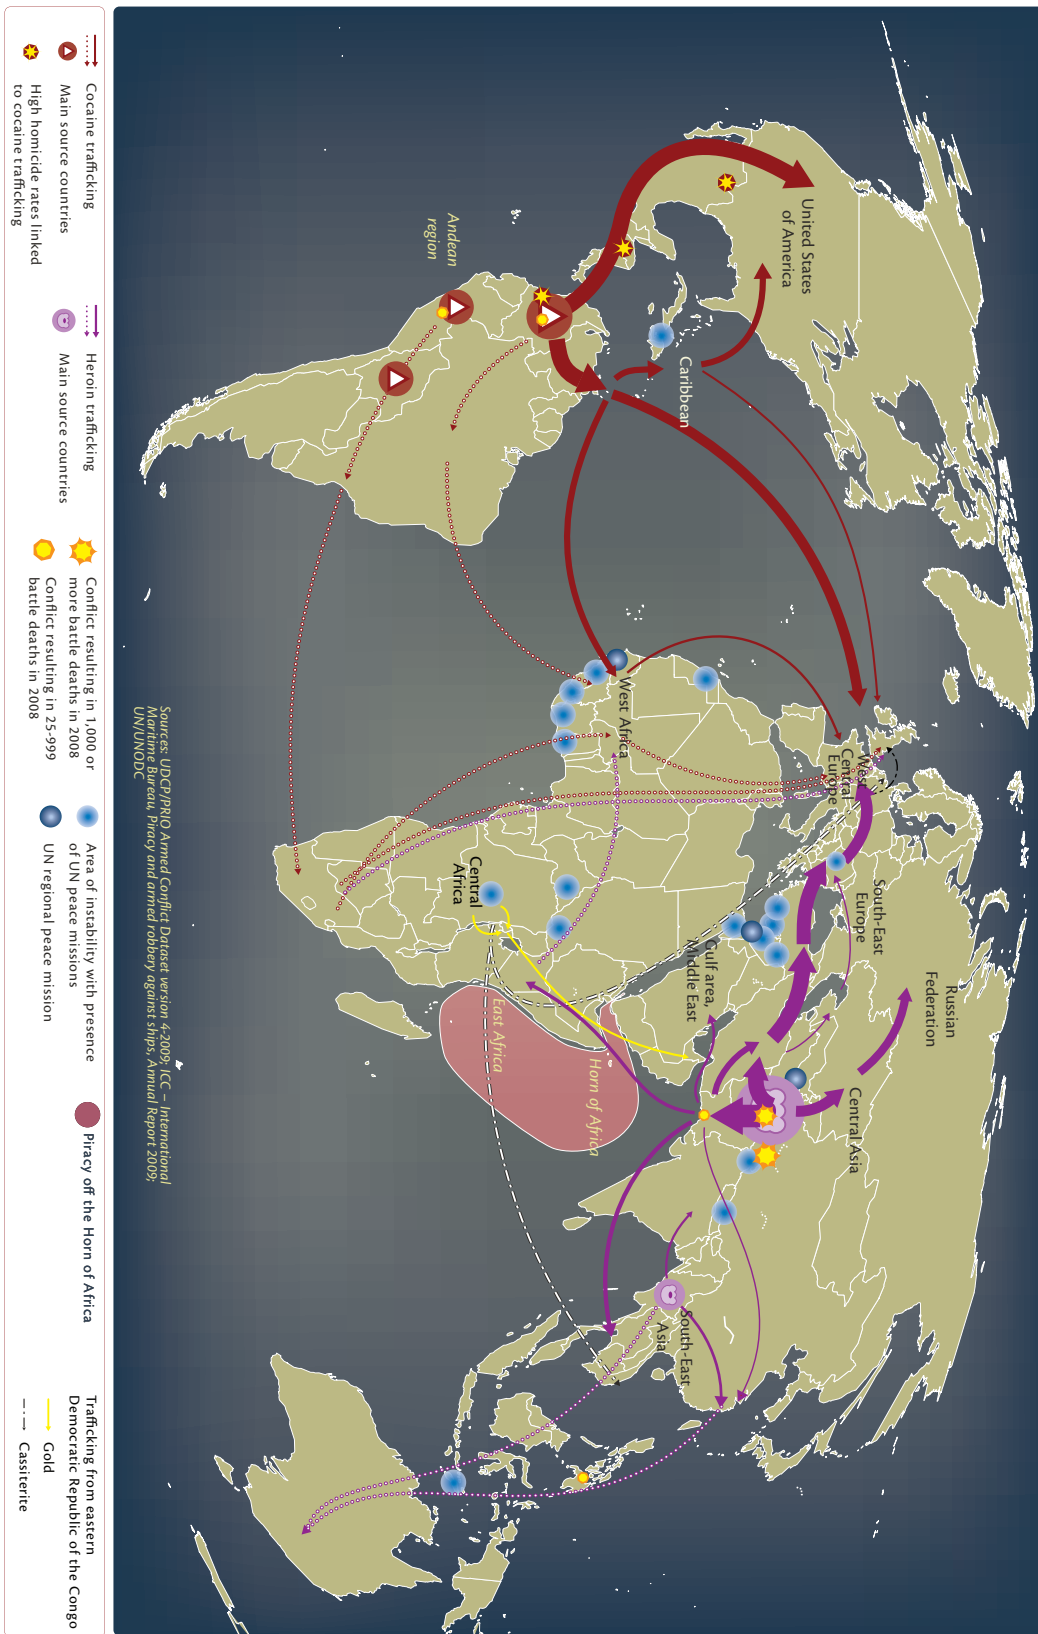 United States
of America
Caribbean
Andean
region
West Africa
West
Central
Europe
South-East
Europe
Russian
Federation
Central Asia
Gulf area,
Middle East
Central
Africa
East Africa
Horn of Africa
South-East
Asia
Sources: UDCP/PRIO Armed Conflict Dataset version 4-2009; ICC – International
Maritime Bureau, Piracy and armed robbery against ships, Annual Report 2009;
UN/UNODC
Cocaine trafficking
Main source countries
High homicide rates linked
to cocaine trafficking
Heroin trafficking
Main source countries
Conflict resulting in 1,000 or
more battle deaths in 2008
Conflict resulting in 25-999
battle deaths in 2008
Area of instability with presence
of UN peace missions
UN regional peace mission
Piracy off the Horn of Africa
Trafficking from eastern
Democratic Republic of the Congo
Gold
Cassiterite